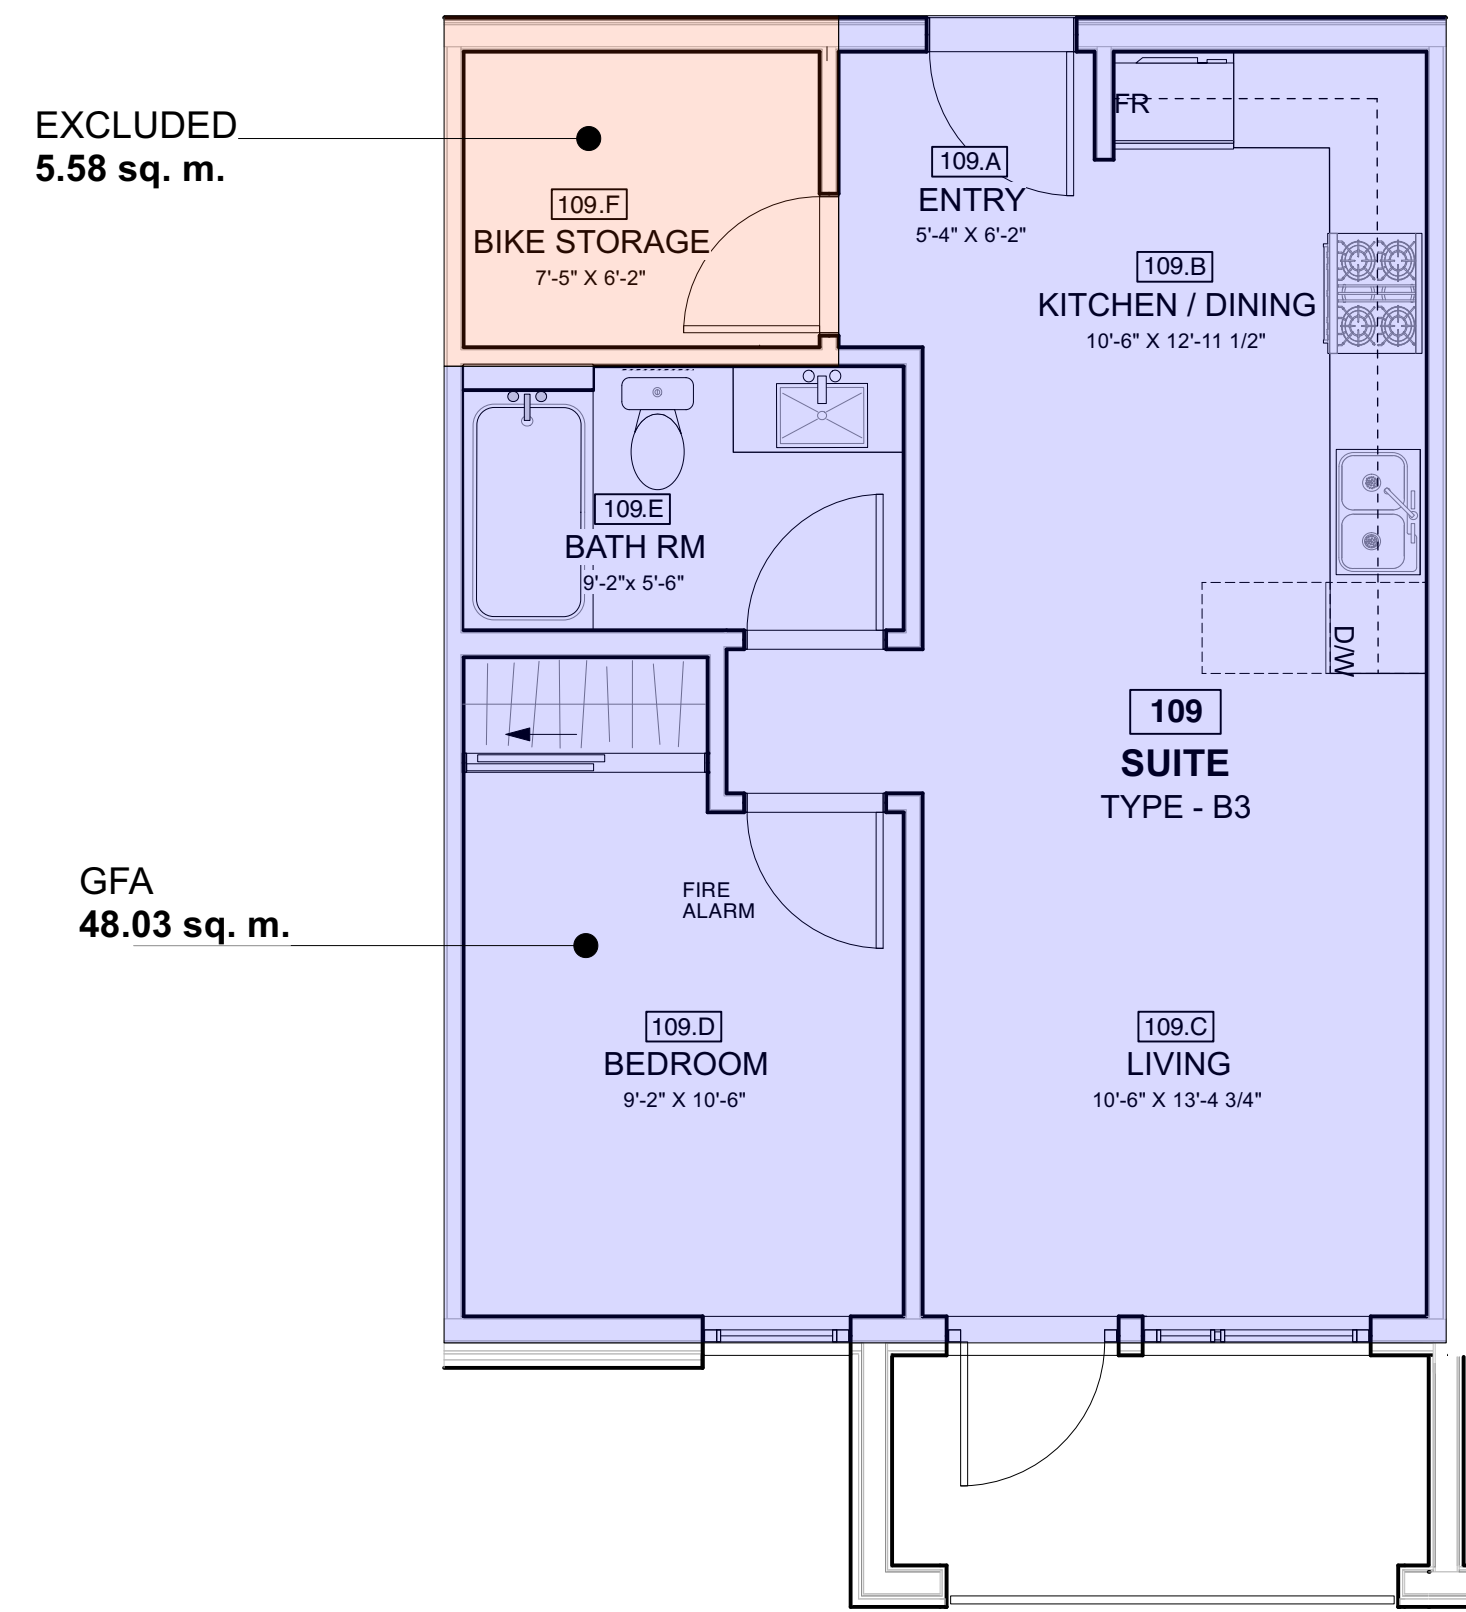 EXCLUDED
5.58 sq. m.
109.F
BIKE STORAGE
7'-5" X 6'-2"
109.A
ENTRY
5'-4" X 6'-2"
FR
109.B
KITCHEN / DINING
10'-6" X 12'-11 1/2"
109.E
BATH RM
9'-2"x 5'-6"
D/W
109
SUITE
TYPE - B3
GFA
48.03 sq. m.
FIRE
ALARM
109.D
BEDROOM
9'-2" X 10'-6"
109.C
LIVING
10'-6" X 13'-4 3/4"